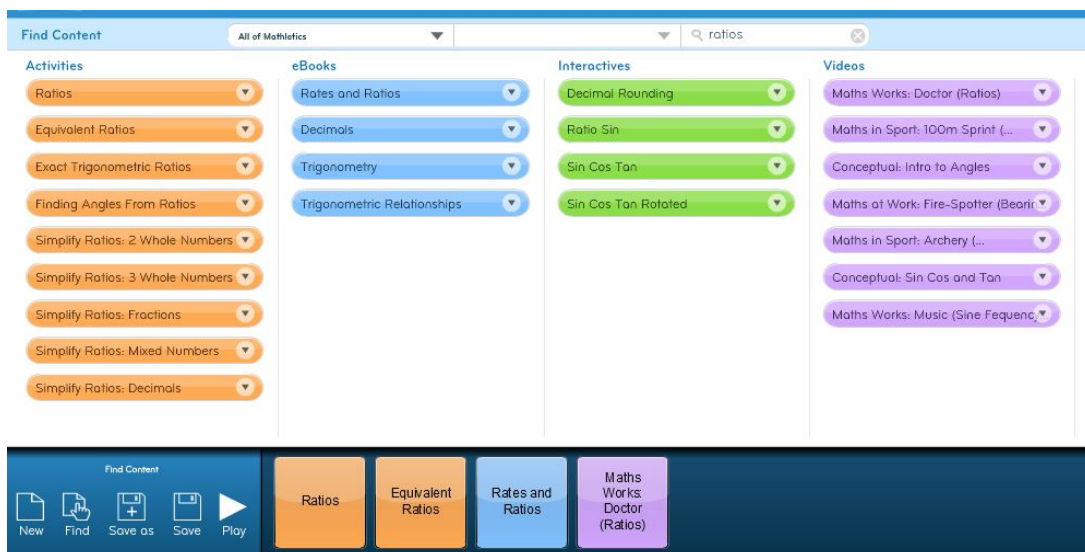 Find Content
All of Mathletics
ratios
Activities
Ratios
Equivalent Ratios
Exact Trigonometric Ratios
Finding Angles From Ratios
Simplify Ratios: 2 Whole Numbers
Simplify Ratios: 3 Whole Numbers
Simplify Ratios: Fractions
Simplify Ratios: Mixed Numbers
Simplify Ratios: Decimals
eBooks
Rates and Ratios
Decimals
Trigonometry
Trigonometric Relationships
Interactives
Decimal Rounding
Ratio Sin
Sin Cos Tan
Sin Cos Tan Rotated
Videos
Maths Works: Doctor (Ratios)
Maths in Sport: 100m Sprint (...
Conceptual: Intro to Angles
Maths at Work: Fire-Spotter (Bearin
Maths in Sport: Archery (...
Conceptual: Sin Cos and Tan
Maths Works: Music (Sine Fequency
Find Content
New
Find
Save as
Save
Play
Ratios
Equivalent
Ratios
Rates and
Ratios
Maths
Works:
Doctor
(Ratios)